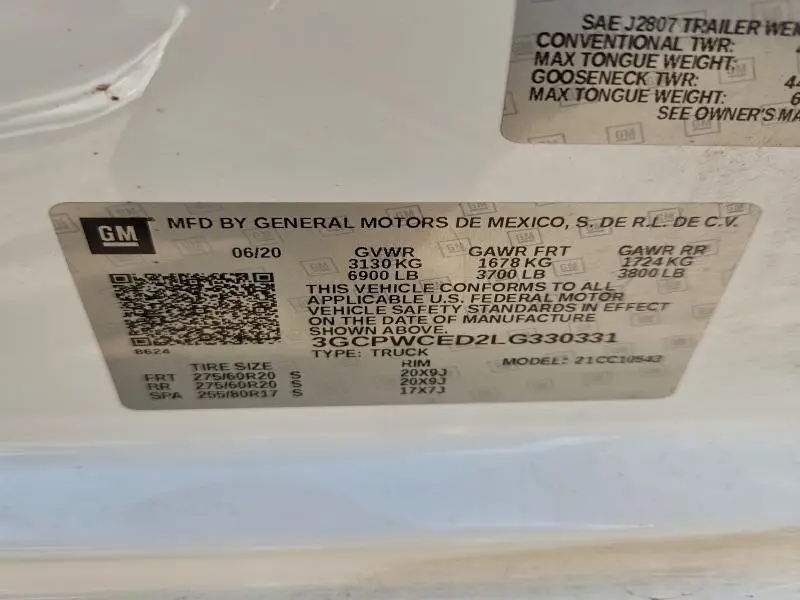 SAE J2807 TRAILER
CONVENTIONAL TWR:
MAX TONGUE WEIGHT:
GOOSENECK TWR: 44
MAX TONGUE WEIGHT: 6
SEE OWNER'S
GM MFD BY GENERAL MOTORS DE MEXICO, S. DE R.L. DE C.V.
06/20 GVWR GAWR FRT GAWR RR
3130 KG 1678 KG 1724 KG
6900 LB 3700 LB 3800 LB
THIS VEHICLE CONFORMS TO ALL
APPLICABLE U.S. FEDERAL MOTOR
VEHICLE SAFETY STANDARDS IN EFFECT
ON THE DATE OF MANUFACTURE
SHOWN ABOVE.
3GCPWCED2LG330331
8624
TYPE: TRUCK MODEL: 21CC10543
TIRE SIZE RIM
FRT 275/60R20 S 20X9J
RR 275/60R20 S 20X9J
SPA 255/80R17 S 17X7J